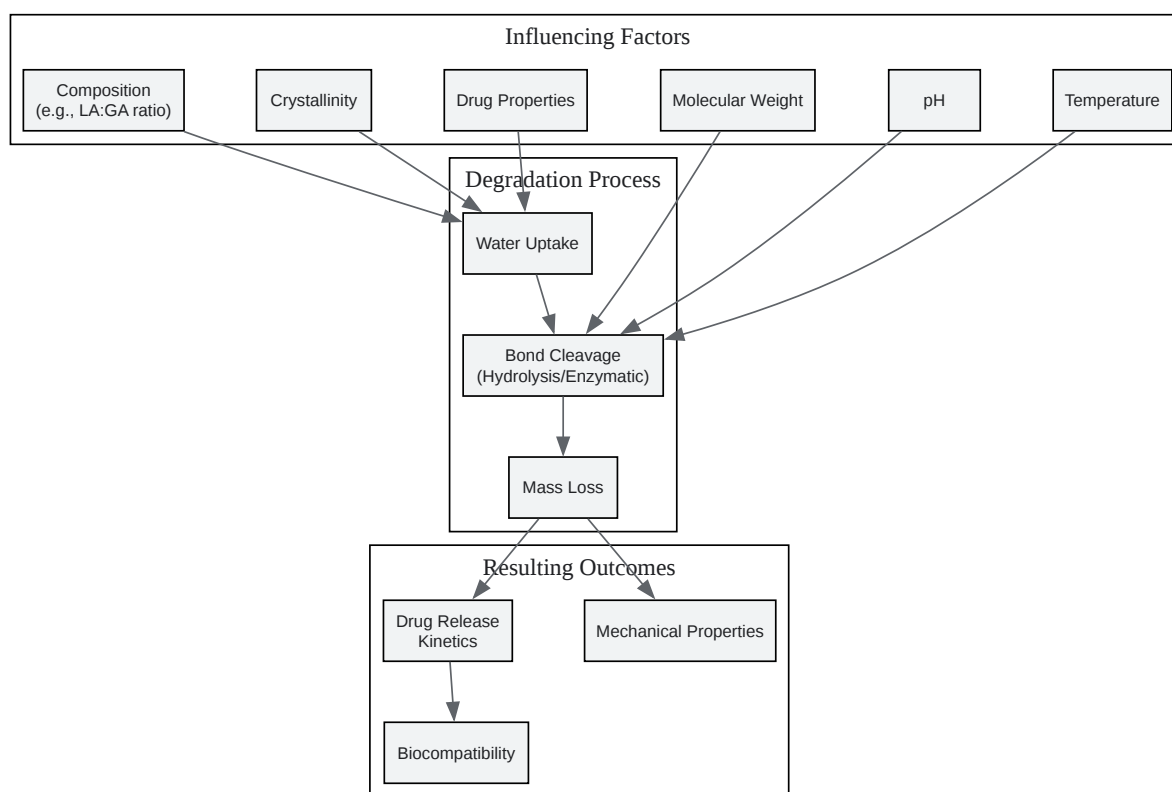 Influencing Factors
Composition
(e.g., LA:GA ratio)
Crystallinity
Drug Properties
Molecular Weight
pH
Temperature
Degradation Process
Water Uptake
Bond Cleavage
(Hydrolysis/Enzymatic)
Mass Loss
Resulting Outcomes
Drug Release
Kinetics
Mechanical Properties
Biocompatibility